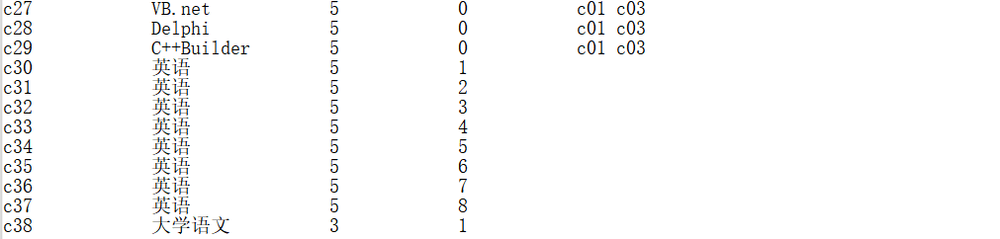 c27 VB.net 5 0 c01 c03
c28 Delphi 5 0 c01 c03
c29 C++Builder 5 0 c01 c03
c30 英语 5 1
c31 英语 5 2
c32 英语 5 3
c33 英语 5 4
c34 英语 5 5
c35 英语 5 6
c36 英语 5 7
c37 英语 5 8
c38 大学语文 3 1